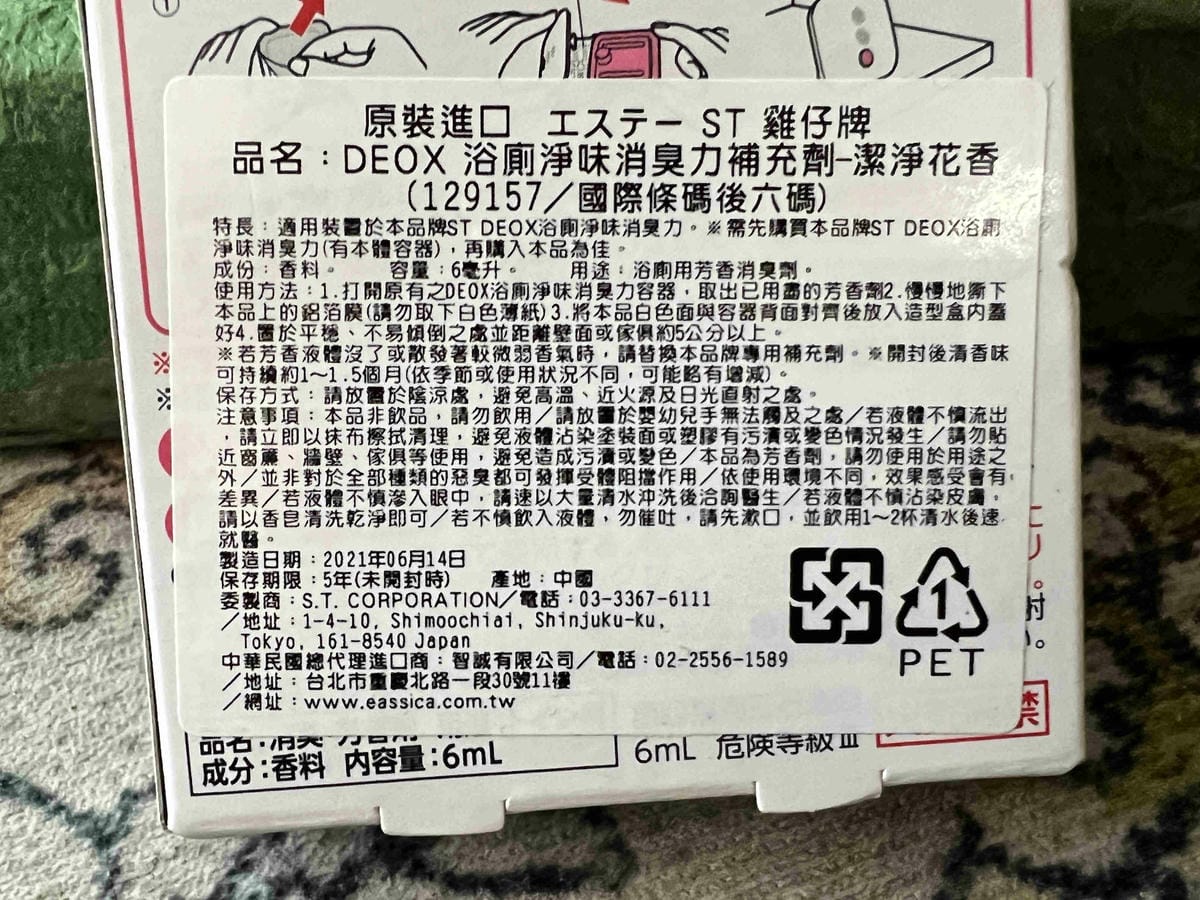 ①
原裝進口 エステー ST 雞仔牌
品名：DEOX 浴廁淨味消臭力補充劑-潔淨花香
(129157／國際條碼後六碼)
特長：適用裝置於本品牌ST DEOX浴廁淨味消臭力。※需先購買本品牌ST DEOX浴廁
淨味消臭力(有本體容器)，再購入本品為佳。
成份：香料。 容量：6毫升。 用途：浴廁用芳香消臭劑。
使用方法：1.打開原有之DEOX浴廁淨味消臭力容器，取出已用盡的芳香劑2.慢慢地撕下
本品上的鋁箔膜(請勿取下白色薄紙)3.將本品白色面與容器背面對齊後放入造型盒內蓋
好4.置於平穩、不易傾倒之處並距離壁面或傢俱約5公分以上。
※若芳香液體沒了或散發著較微弱香氣時，請替換本品牌專用補充劑。※開封後清香味
可持續約1～1.5個月(依季節或使用狀況不同，可能略有增減)。
保存方式：請放置於陰涼處，避免高溫、近火源及日光直射之處。
注意事項：本品非飲品，請勿飲用／請放置於嬰幼兒手無法觸及之處／若液體不慎流出
，請立即以抹布擦拭清理，避免液體沾染塗裝面或塑膠有污漬或變色情況發生／請勿貼
近窗簾、牆壁、傢俱等使用，避免造成污漬或變色／本品為芳香劑，請勿使用於用途之
外／並非對於全部種類的惡臭都可發揮受體阻擋作用／依使用環境不同，效果感受會有
差異／若液體不慎滲入眼中，請速以大量清水沖洗後洽詢醫生／若液體不慎沾染皮膚，
請以香皂清洗乾淨即可／若不慎飲入液體，勿催吐，請先漱口，並飲用1～2杯清水後速
就醫。
製造日期：2021年06月14日
保存期限：5年(未開封時) 產地：中國
委製商：S.T. CORPORATION／電話：03-3367-6111
／地址：1-4-10, Shimoochiai, Shinjuku-ku,
Tokyo, 161-8540 Japan
中華民國總代理進口商：智誠有限公司／電話：02-2556-1589
／地址：台北市重慶北路一段30號11樓
／網址：www.eassica.com.tw
1
PET
品名:消臭
成分:香料 内容量:6mL
6mL 危険等級Ⅲ
禁